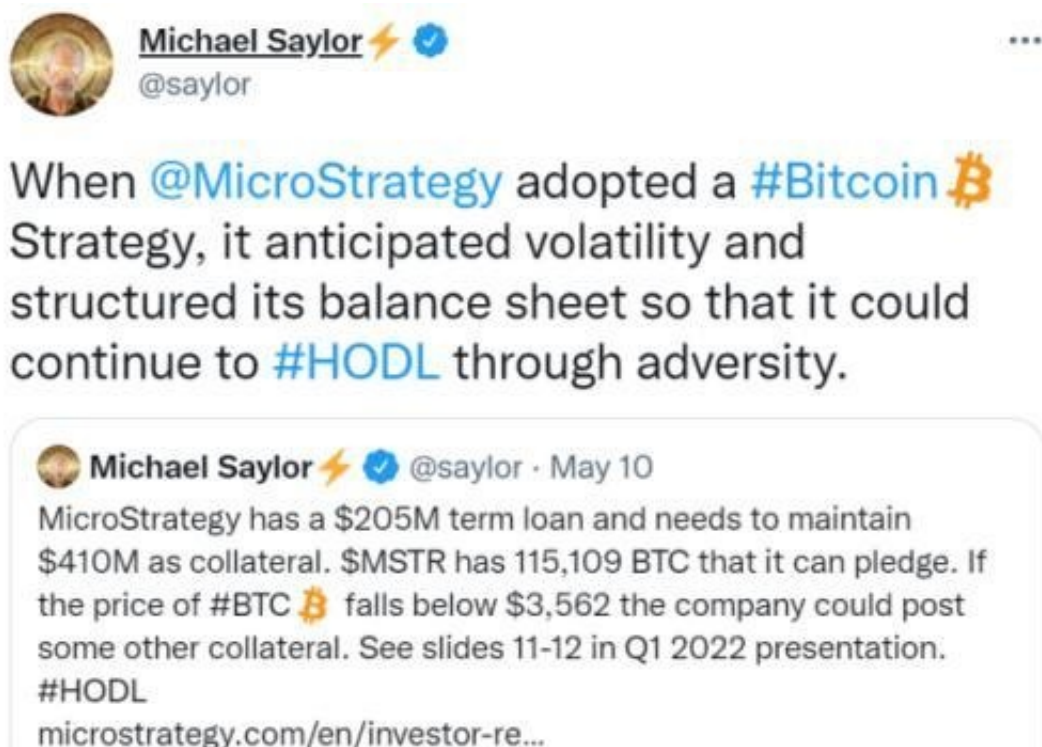 Michael Saylor⚡
@saylor
When @MicroStrategy adopted a #Bitcoin ₿
Strategy, it anticipated volatility and
structured its balance sheet so that it could
continue to #HODL through adversity.
Michael Saylor⚡ @saylor · May 10
MicroStrategy has a $205M term loan and needs to maintain
$410M as collateral. $MSTR has 115,109 BTC that it can pledge. If
the price of #BTC ₿ falls below $3,562 the company could post
some other collateral. See slides 11-12 in Q1 2022 presentation.
#HODL
microstrategy.com/en/investor-re...